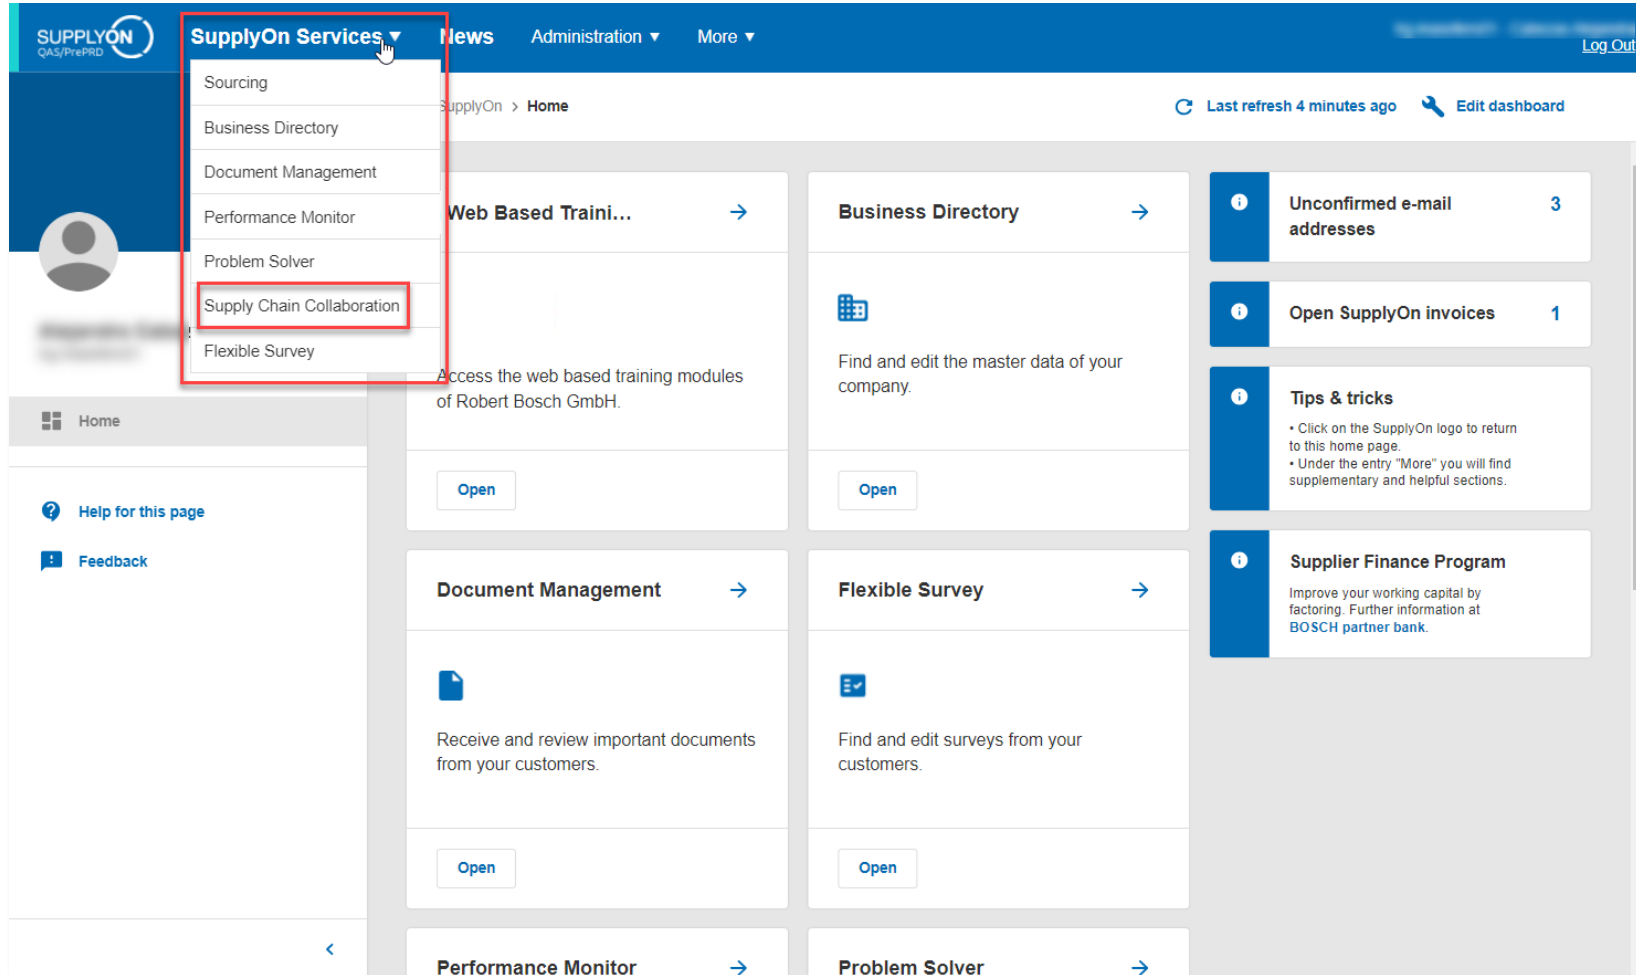 SUPPLYON
QAS/PrePRD
SupplyOn Services ▼
News
Administration ▼
More ▼
Log Out
Sourcing
Business Directory
Document Management
Performance Monitor
Problem Solver
Supply Chain Collaboration
Flexible Survey
SupplyOn > Home
Last refresh 4 minutes ago
Edit dashboard
Home
Help for this page
Feedback
Web Based Traini...
Access the web based training modules
of Robert Bosch GmbH.
Open
Business Directory
Find and edit the master data of your
company.
Open
Document Management
Receive and review important documents
from your customers.
Open
Flexible Survey
Find and edit surveys from your
customers.
Open
Performance Monitor
Problem Solver
Unconfirmed e-mail 3
addresses
Open SupplyOn invoices 1
Tips & tricks
• Click on the SupplyOn logo to return
to this home page.
• Under the entry "More" you will find
supplementary and helpful sections.
Supplier Finance Program
Improve your working capital by
factoring. Further information at
BOSCH partner bank.